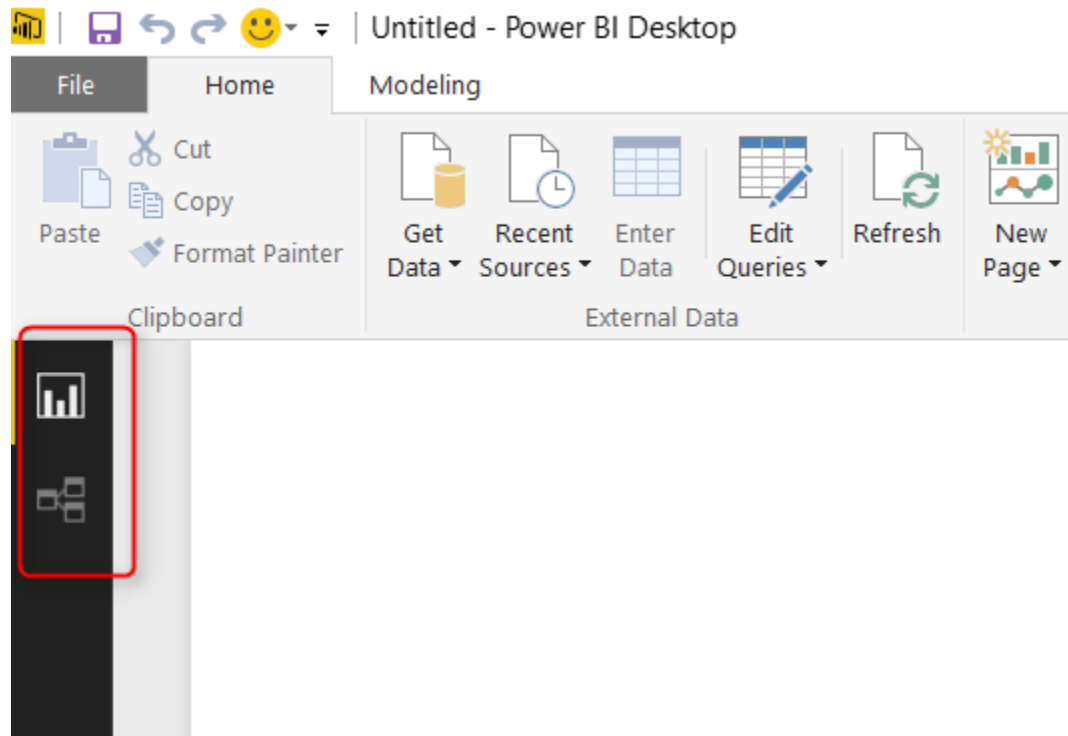 Untitled - Power BI Desktop
File Home Modeling
Cut
Copy
Paste
Format Painter
Get Data
Recent Sources
Enter Data
Edit Queries
Refresh
New Page
Clipboard External Data